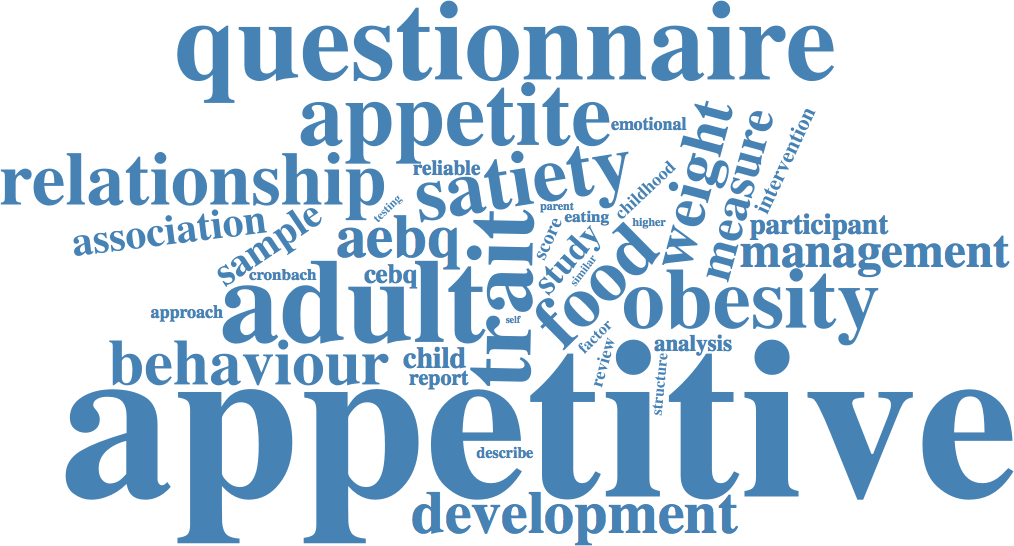 questionnaire
appetite
emotional
weight
measure
intervention
relationship
reliable
satiety
childhood
testing
parent
eating
higher
association
sample
aebq
trait
score
study
similar
food
participant
management
cronbach
cebq
adult
obesity
approach
self
factor
behaviour
child
report
review
analysis
structure
appetitive
describe
development